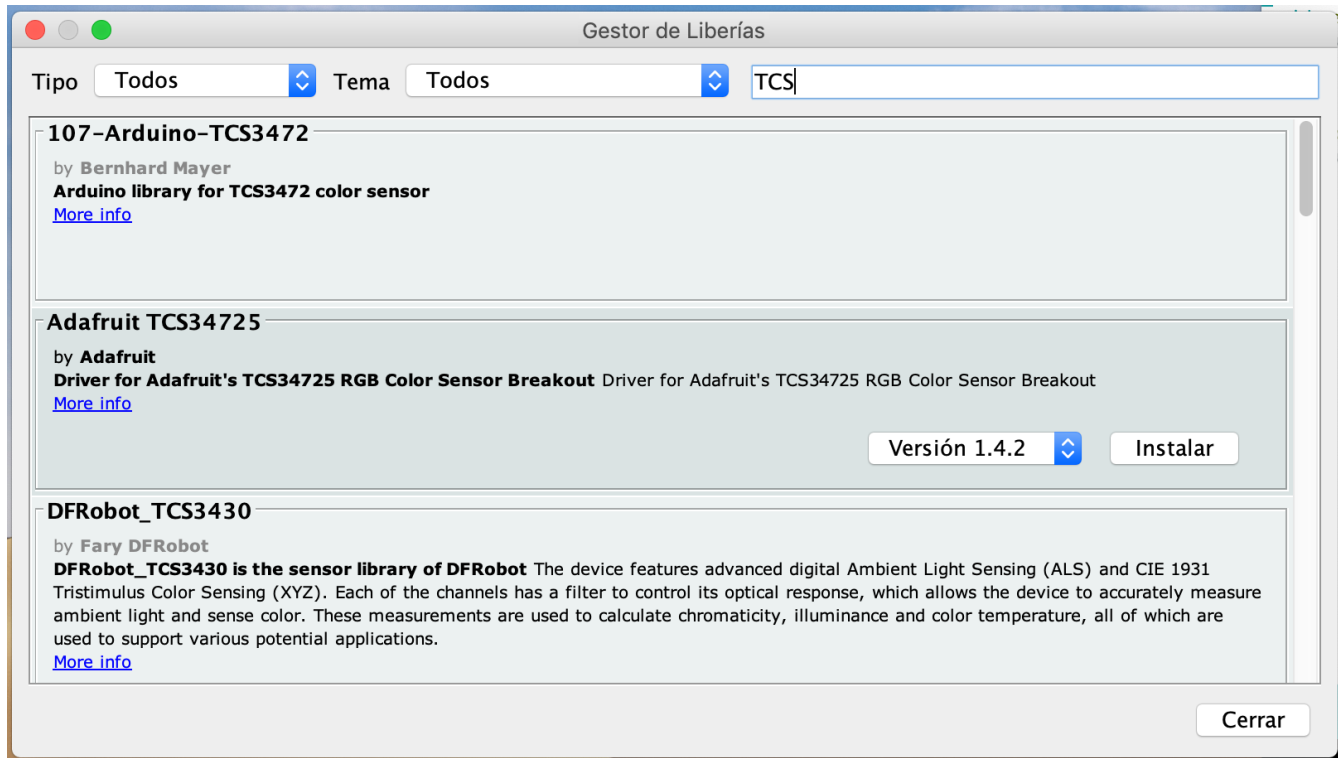 Gestor de Liberías
Tipo Todos Tema Todos TCS
107-Arduino-TCS3472
by Bernhard Mayer
Arduino library for TCS3472 color sensor
More info
Adafruit TCS34725
by Adafruit
Driver for Adafruit's TCS34725 RGB Color Sensor Breakout Driver for Adafruit's TCS34725 RGB Color Sensor Breakout
More info
Versión 1.4.2 Instalar
DFRobot_TCS3430
by Fary DFRobot
DFRobot_TCS3430 is the sensor library of DFRobot The device features advanced digital Ambient Light Sensing (ALS) and CIE 1931
Tristimulus Color Sensing (XYZ). Each of the channels has a filter to control its optical response, which allows the device to accurately measure
ambient light and sense color. These measurements are used to calculate chromaticity, illuminance and color temperature, all of which are
used to support various potential applications.
More info
Cerrar